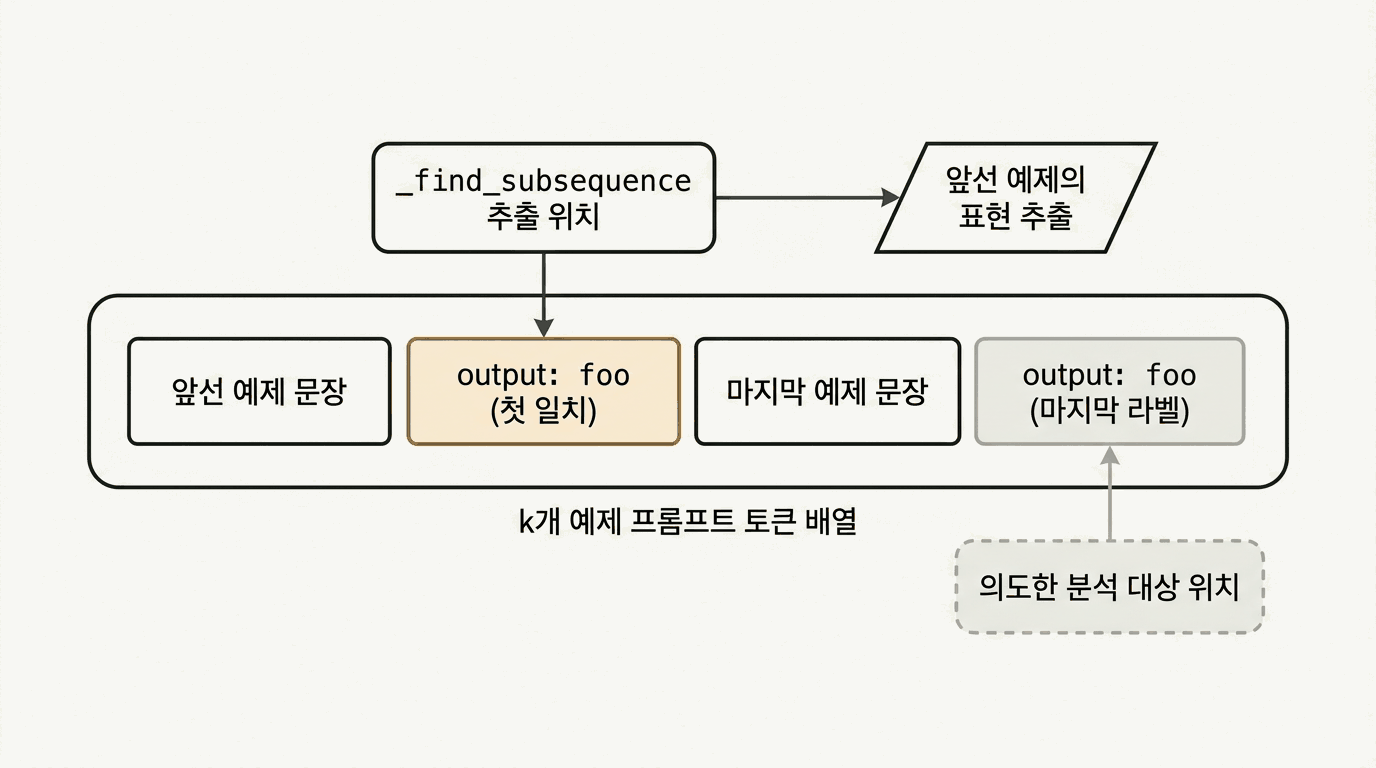 _find_subsequence
추출 위치
앞선 예제의
표현 추출
앞선 예제 문장
output: foo
(첫 일치)
마지막 예제 문장
output: foo
(마지막 라벨)
k개 예제 프롬프트 토큰 배열
의도한 분석 대상 위치